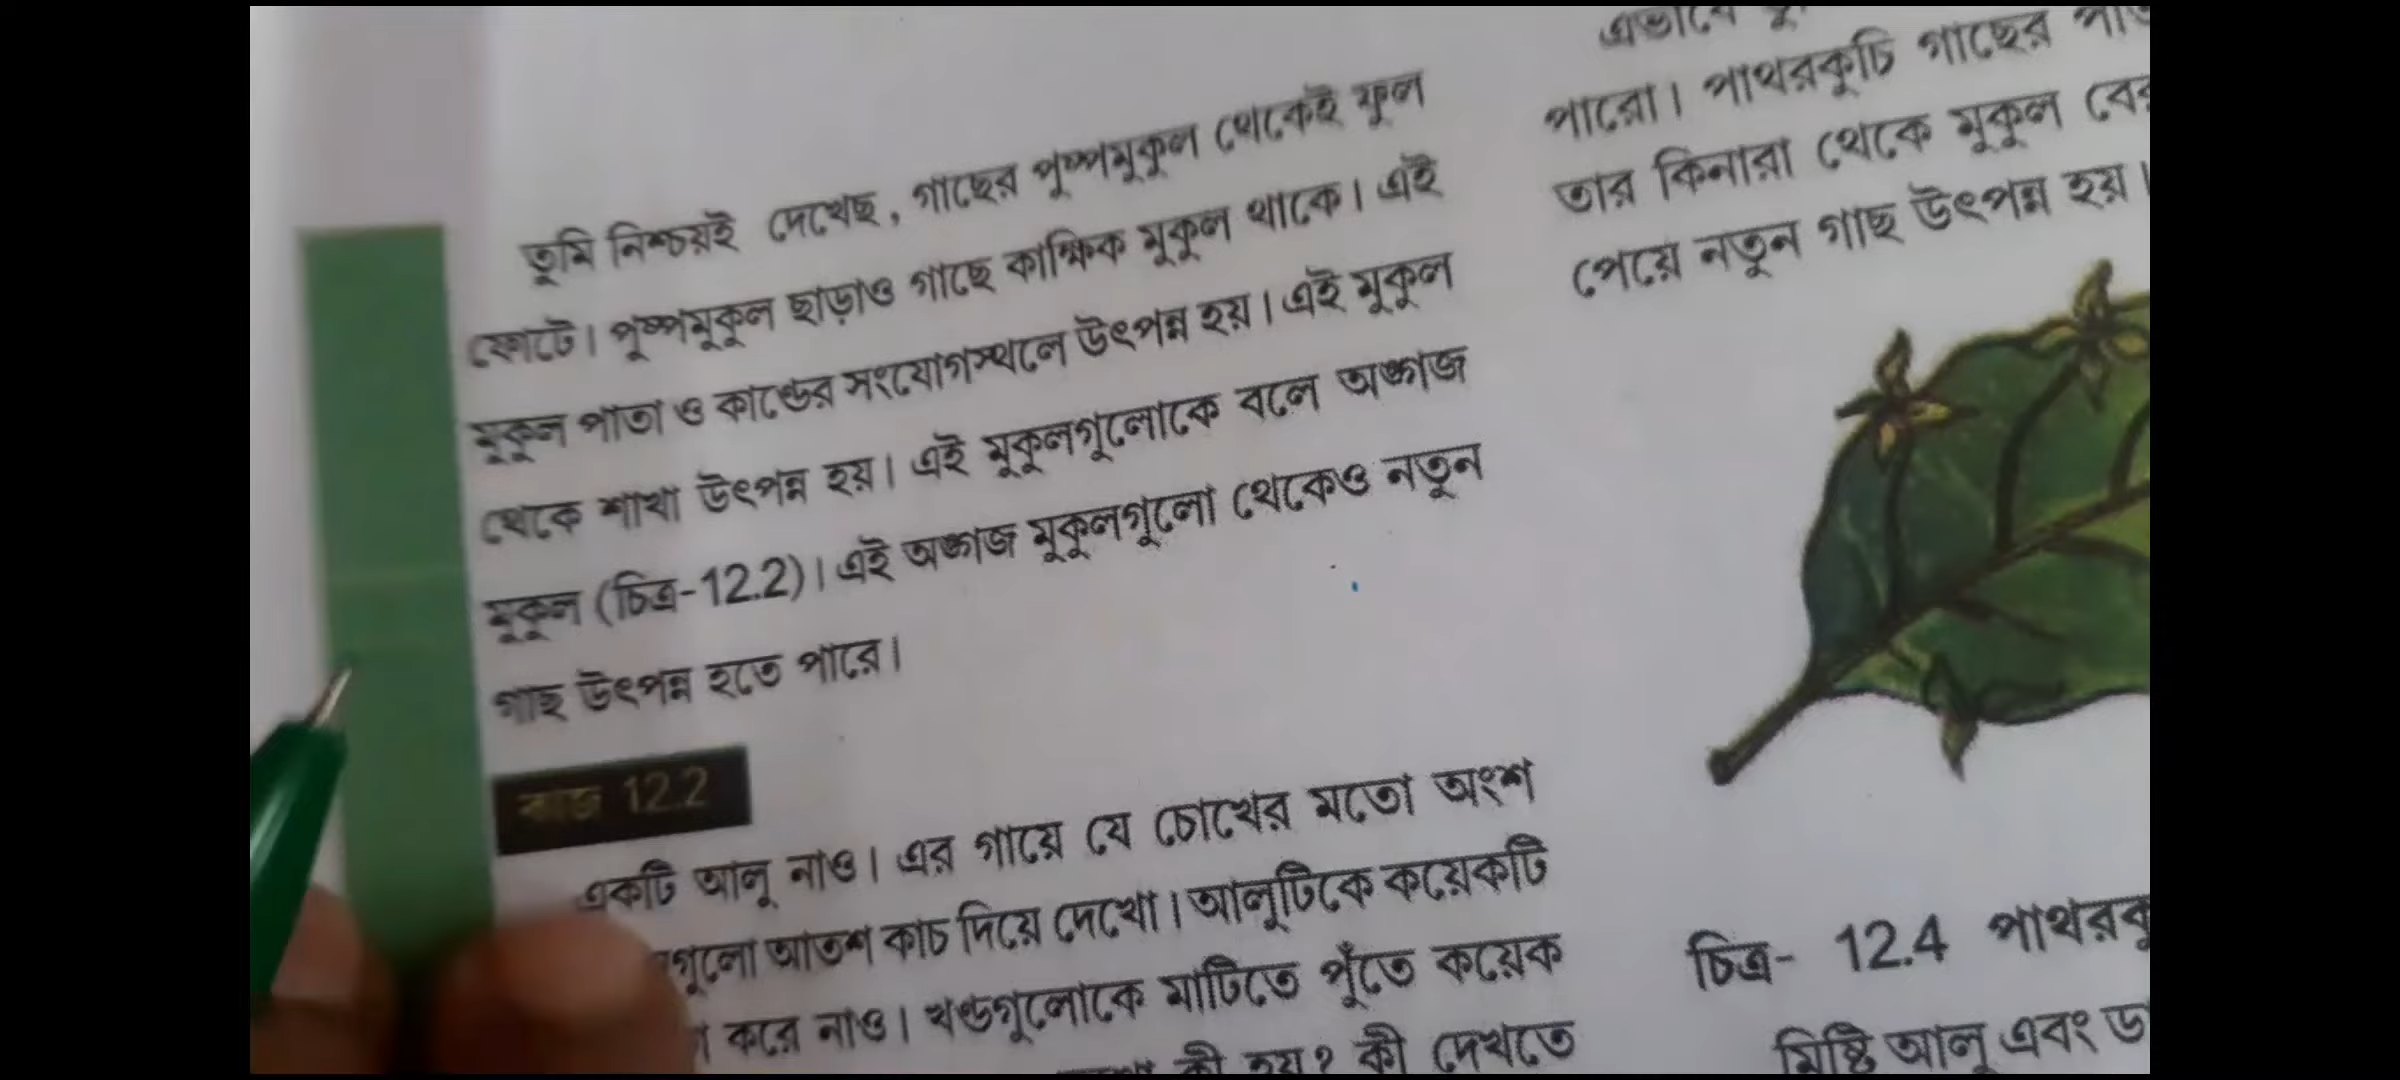 তুমি নিশ্চয়ই দেখেছ, গাছের পুষ্পমুকুল থেকেই ফুল
ফোটে। পুষ্পমুকুল ছাড়াও গাছে কাক্ষিক মুকুল থাকে। এই
মুকুল পাতা ও কাণ্ডের সংযোগস্থলে উৎপন্ন হয়। এই মুকুল
থেকে শাখা উৎপন্ন হয়। এই মুকুলগুলোকে বলে অঙ্গজ
মুকুল (চিত্র-12.2)। এই অঙ্গজ মুকুলগুলো থেকেও নতুন
গাছ উৎপন্ন হতে পারে।
কাজ 12.2
একটি আলু নাও। এর গায়ে যে চোখের মতো অংশ
আতশ কাচ দিয়ে দেখো। আলুটিকে কয়েকটি
করে নাও। খণ্ডগুলোকে মাটিতে পুঁতে কয়েক
কী হয়? কী দেখতে
এভাবে
পারো। পাথরকুচি গাছের
তার কিনারা থেকে মুকুল
পেয়ে নতুন গাছ উৎপন্ন হয়।
চিত্র- 12.4
মিষ্টি আলু এবং